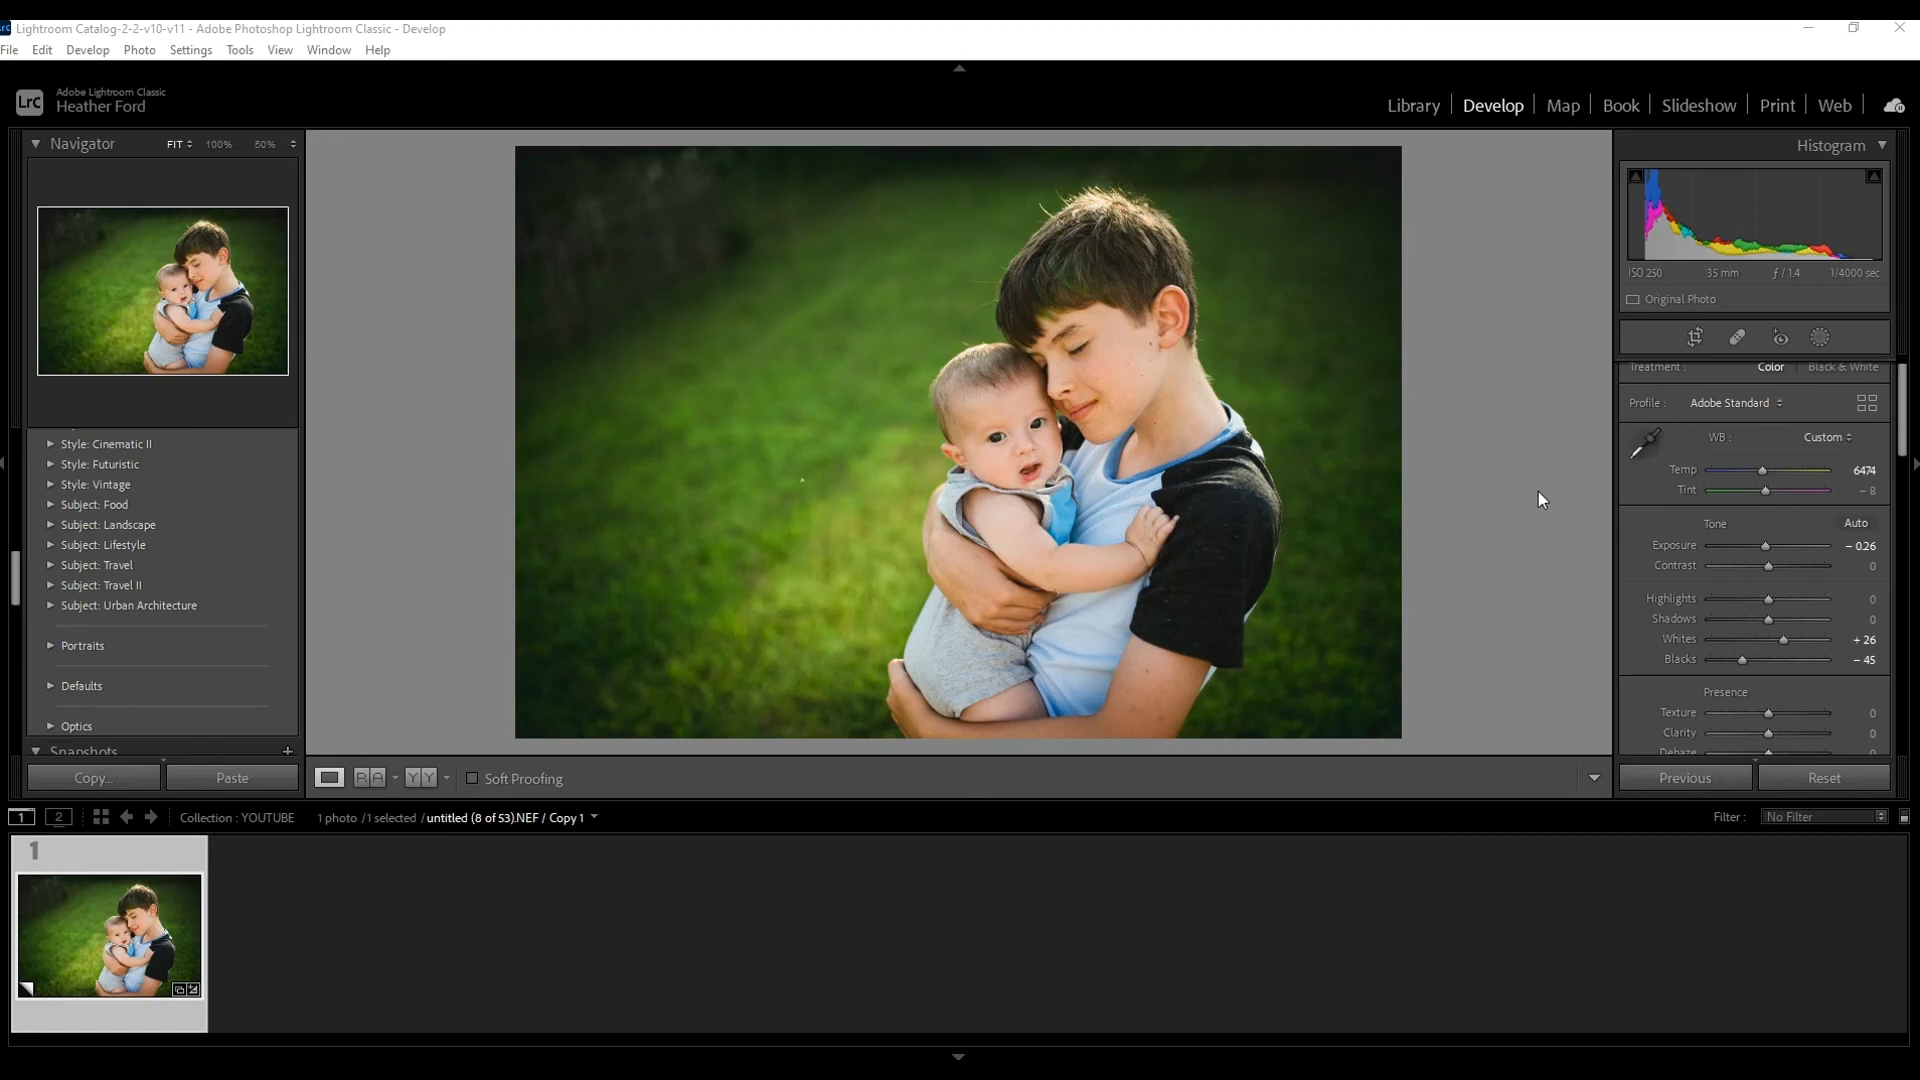 Lightroom Catalog-2-2-v10-v11 - Adobe Photoshop Lightroom Classic - Develop
File Edit Develop Photo Settings Tools View Window Help
LrC
Adobe Lightroom Classic
Heather Ford
Library Develop Map Book Slideshow Print Web
Navigator FIT 100% 50%
Histogram
ISO 250 35 mm ƒ / 1.4 1/4000 sec
Original Photo
Treatment : Color Black & White
Profile : Adobe Standard
WB : Custom
Temp 6474
Tint – 8
Tone Auto
Exposure – 0.26
Contrast 0
Highlights 0
Shadows 0
Whites + 26
Blacks – 45
Presence
Texture 0
Clarity 0
Dehaze 0
Style: Cinematic II
Style: Futuristic
Style: Vintage
Subject: Food
Subject: Landscape
Subject: Lifestyle
Subject: Travel
Subject: Travel II
Subject: Urban Architecture
Portraits
Defaults
Optics
Snapshots +
Copy... Paste
R A Y Y Soft Proofing
Previous Reset
1 2 Collection : YOUTUBE 1 photo / 1 selected / untitled (8 of 53).NEF / Copy 1
Filter : No Filter
1